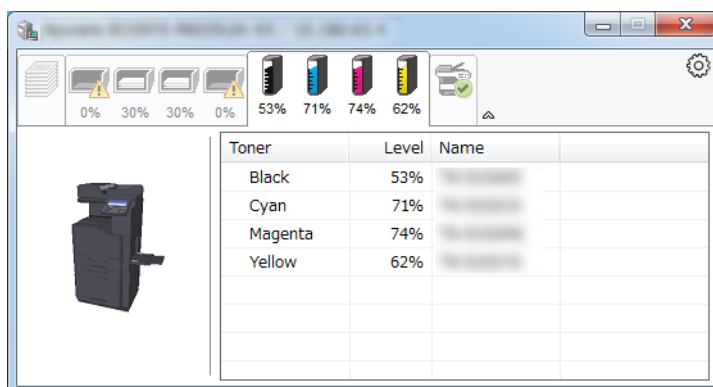 0% 30% 30% 0% 53% 71% 74% 62%
Toner Level Name
Black 53%
Cyan 71%
Magenta 74%
Yellow 62%